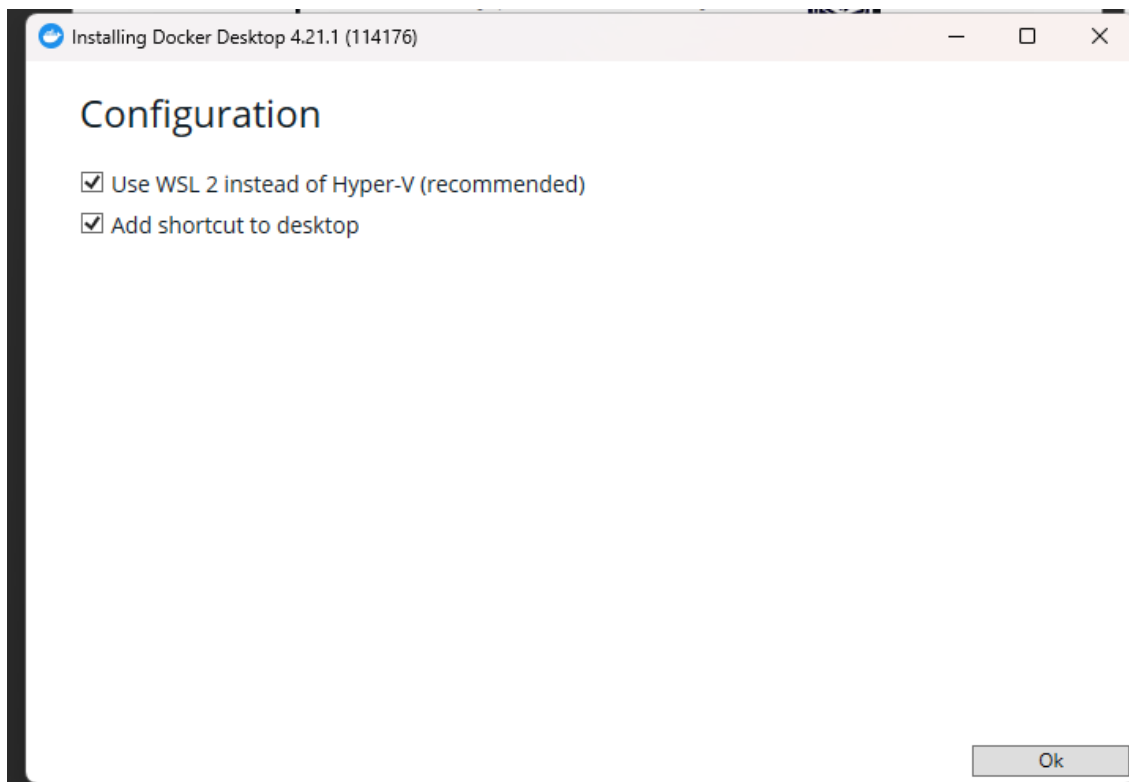 Installing Docker Desktop 4.21.1 (114176)
Configuration
Use WSL 2 instead of Hyper-V (recommended)
Add shortcut to desktop
Ok